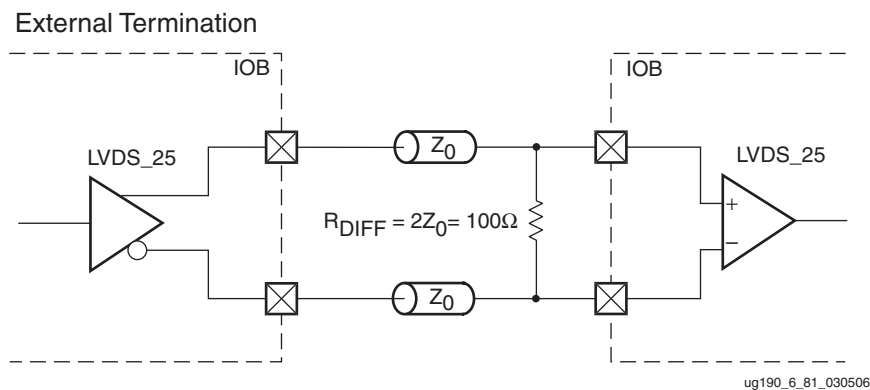 External Termination
IOB
IOB
LVDS_25
Z0
LVDS_25
+
RDIFF = 2Z0= 100Ω
–
Z0
ug190_6_81_030506